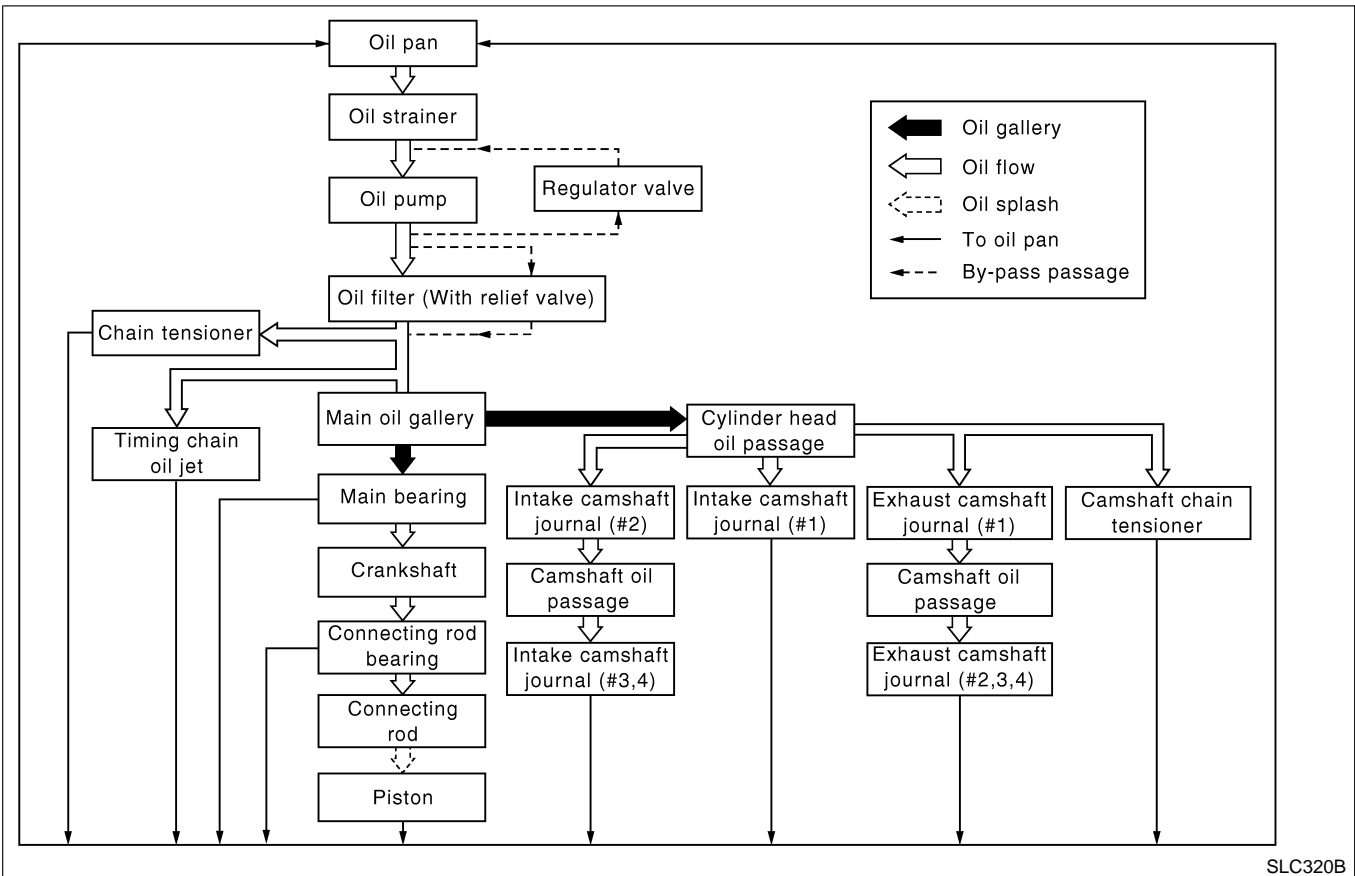 Oil pan
Oil strainer
Oil pump
Regulator valve
Oil filter (With relief valve)
Chain tensioner
Timing chain
oil jet
Main oil gallery
Main bearing
Crankshaft
Connecting rod
bearing
Connecting
rod
Piston
Cylinder head
oil passage
Intake camshaft
journal (#2)
Camshaft oil
passage
Intake camshaft
journal (#3,4)
Intake camshaft
journal (#1)
Exhaust camshaft
journal (#1)
Camshaft oil
passage
Exhaust camshaft
journal (#2,3,4)
Camshaft chain
tensioner
Oil gallery
Oil flow
Oil splash
To oil pan
By-pass passage
SLC320B